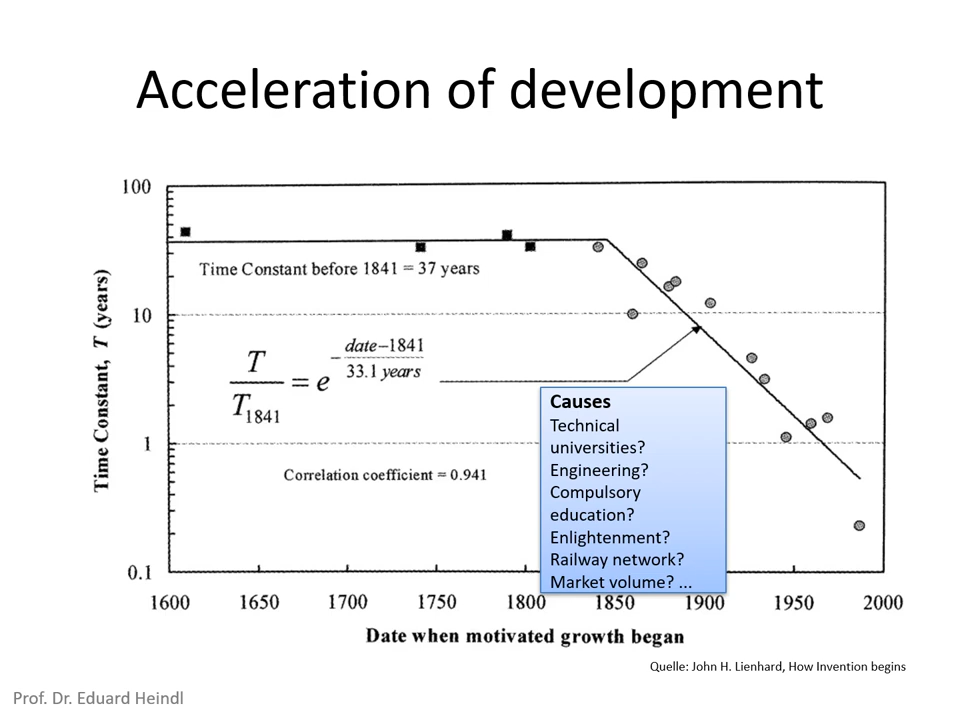 Acceleration of development
100
10
1
0.1
Time Constant, T (years)
Time Constant before 1841 = 37 years
T
T1841
= e
− date−1841
33.1 years
Correlation coefficient = 0.941
Causes
Technical
universities?
Engineering?
Compulsory
education?
Enlightenment?
Railway network?
Market volume? ...
1600 1650 1700 1750 1800 1850 1900 1950 2000
Date when motivated growth began
Quelle: John H. Lienhard, How Invention begins
Prof. Dr. Eduard Heindl